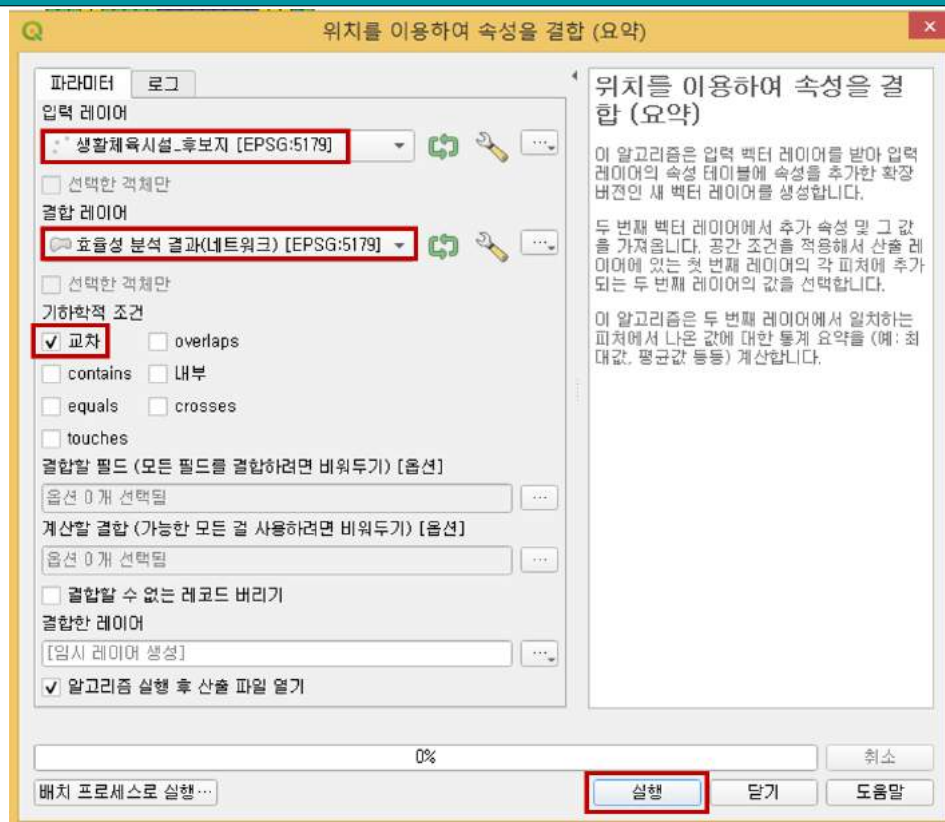 위치를 이용하여 속성을 결합 (요약)
파라미터 로그
입력 레이어
생활체육시설_후보지 [EPSG:5179]
선택한 객체만
결합 레이어
효율성 분석 결과(네트워크) [EPSG:5179]
선택한 객체만
기하학적 조건
교차 overlaps
contains 내부
equals crosses
touches
결합할 필드 (모든 필드를 결합하려면 비워두기) [옵션]
옵션 0개 선택됨
계산할 결합 (가능한 모든 걸 사용하려면 비워두기) [옵션]
옵션 0개 선택됨
결합할 수 없는 레코드 버리기
결합한 레이어
[임시 레이어 생성]
알고리즘 실행 후 산출 파일 열기
위치를 이용하여 속성을 결
합 (요약)
이 알고리즘은 입력 벡터 레이어를 받아 입력
레이어의 속성 테이블에 속성을 추가한 확장
버전인 새 벡터 레이어를 생성합니다.
두 번째 벡터 레이어에서 추가 속성 및 그 값
을 가져옵니다. 공간 조건을 적용해서 산출 레
이어에 있는 첫 번째 레이어의 각 피처에 추가
되는 두 번째 레이어의 값을 선택합니다.
이 알고리즘은 두 번째 레이어에서 일치하는
피처에서 나온 값에 대한 통계 요약을 (예: 최
대값, 평균값 등등) 계산합니다.
0%
취소
배치 프로세스로 실행…
실행 닫기 도움말